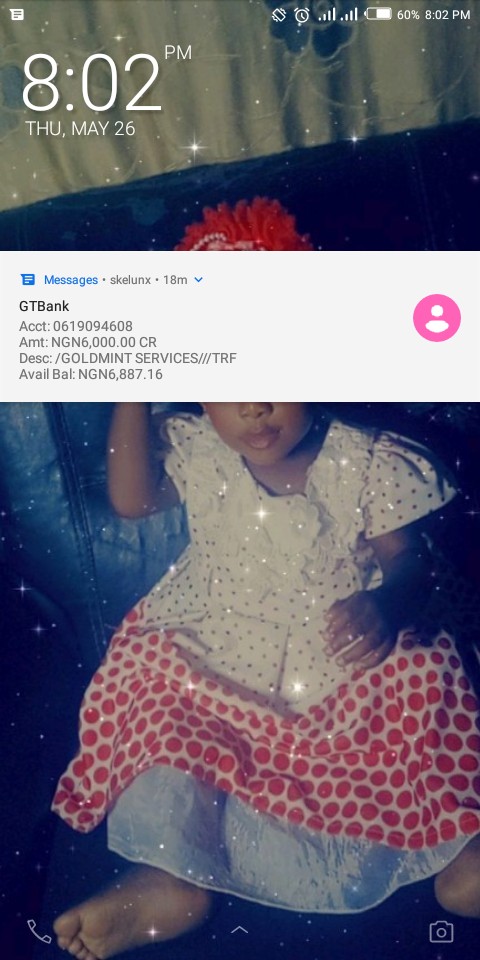 60% 8:02 PM
8:02 PM
THU, MAY 26
Messages • skelunx • 18m
GTBank
Acct: 0619094608
Amt: NGN6,000.00 CR
Desc: /GOLDMINT SERVICES///TRF
Avail Bal: NGN6,887.16